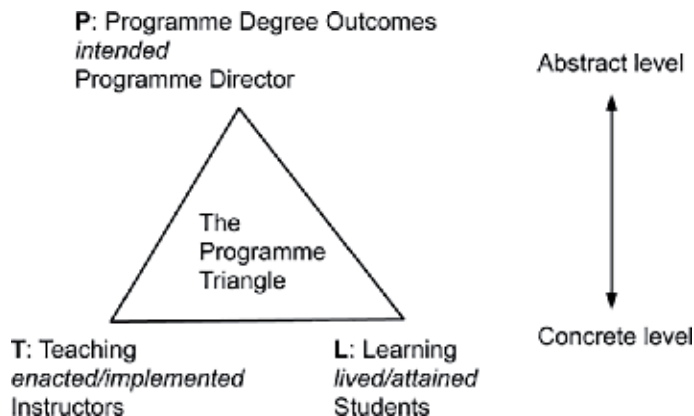 P: Programme Degree Outcomes
intended
Programme Director
Abstract level
The
Programme
Triangle
Concrete level
T: Teaching
enacted/implemented
Instructors
L: Learning
lived/attained
Students